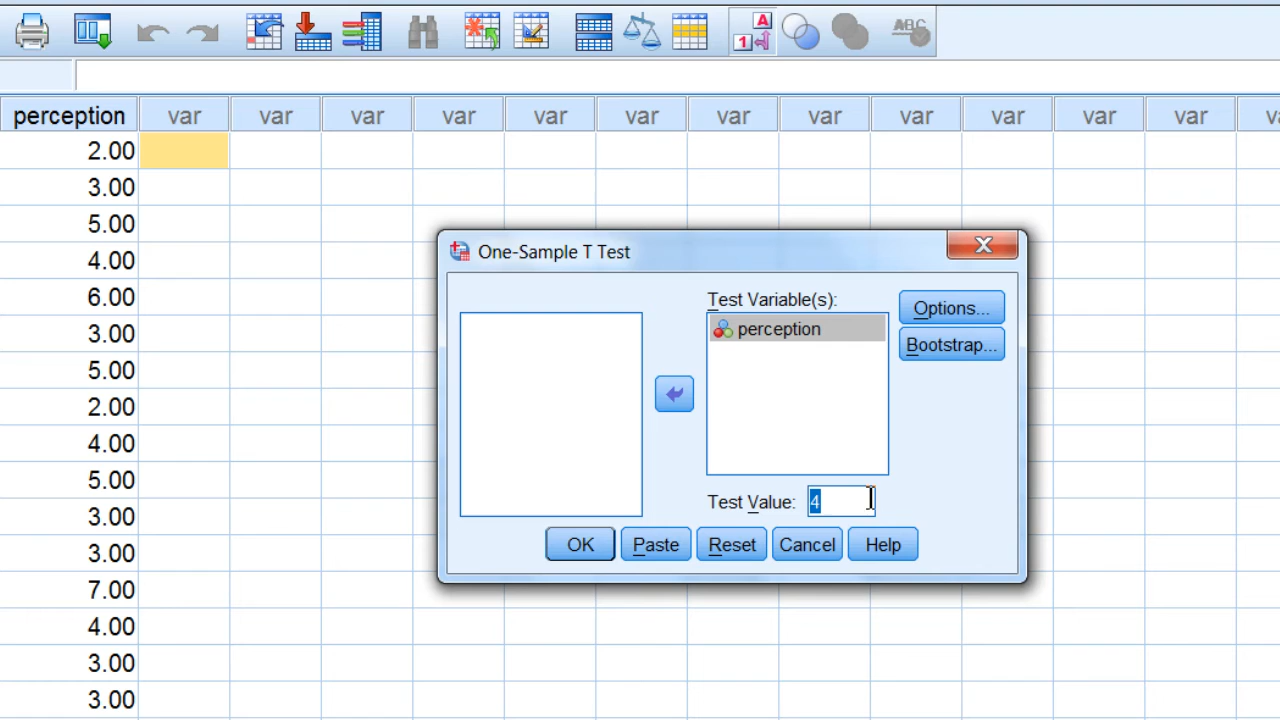 A
1
ABC
perception var var var var var var var var var var var var
2.00
3.00
5.00
4.00
6.00
3.00
5.00
2.00
4.00
5.00
3.00
3.00
7.00
4.00
3.00
3.00
One-Sample T Test
Test Variable(s):
perception
Options...
Bootstrap...
Test Value: 4
OK Paste Reset Cancel Help